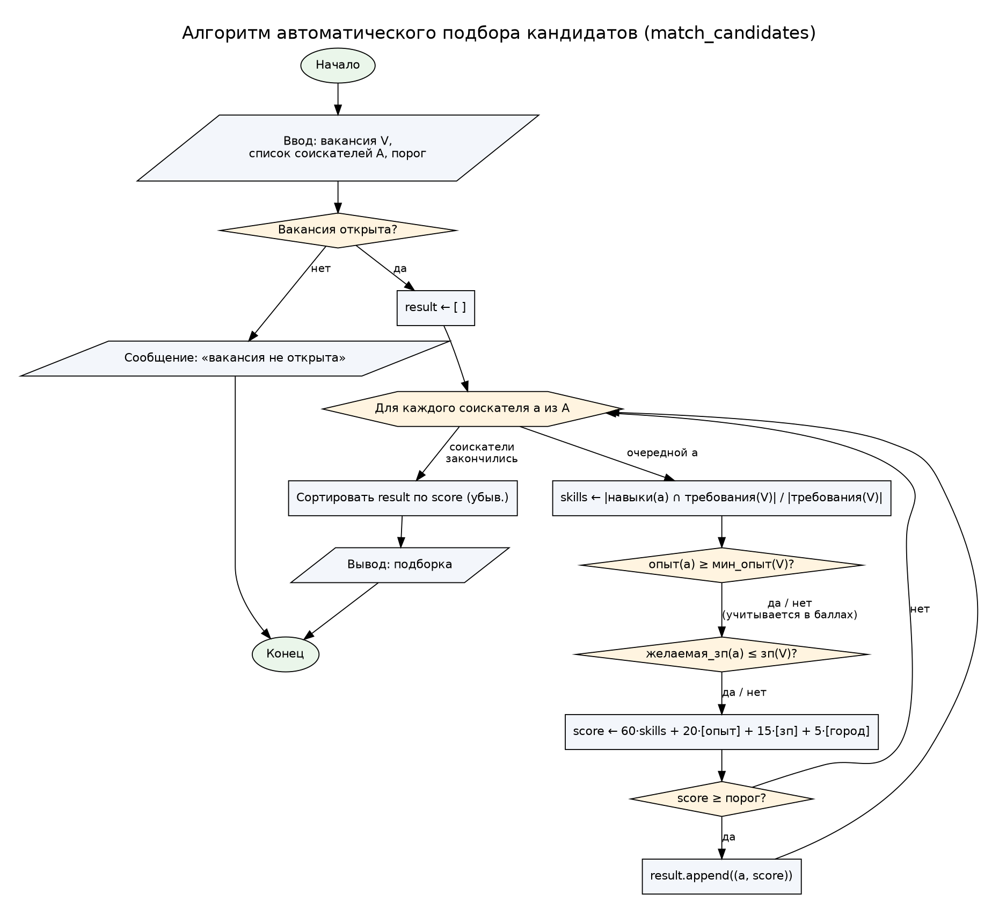 Алгоритм автоматического подбора кандидатов (match_candidates)
Начало
Ввод: вакансия V,
список соискателей A, порог
Вакансия открыта?
нет
да
result ← [ ]
Сообщение: «вакансия не открыта»
Для каждого соискателя a из A
соискатели
закончились
очередной a
Сортировать result по score (убыв.)
skills ← |навыки(a) ∩ требования(V)| / |требования(V)|
Вывод: подборка
опыт(a) ≥ мин_опыт(V)?
да / нет
(учитывается в баллах)
нет
Конец
желаемая_зп(a) ≤ зп(V)?
да / нет
score ← 60·skills + 20·[опыт] + 15·[зп] + 5·[город]
score ≥ порог?
да
result.append((a, score))